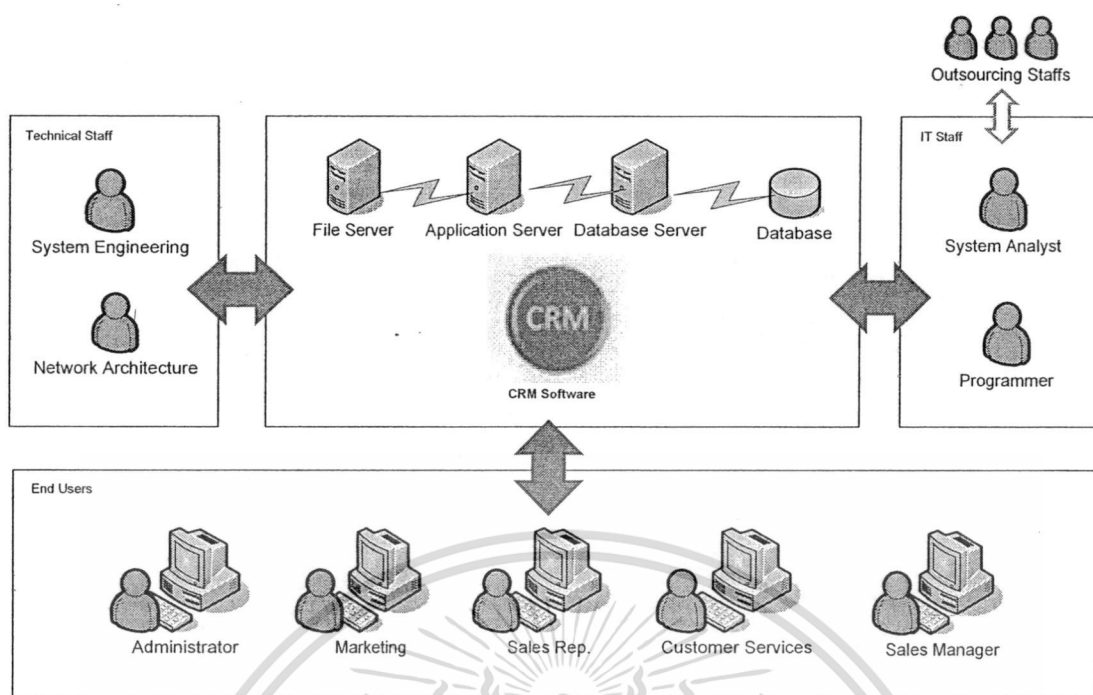 Outsourcing Staffs
Technical Staff
IT Staff
File Server
Application Server
Database Server
Database
System Engineering
System Analyst
CRM
Network Architecture
Programmer
CRM Software
End Users
Administrator
Marketing
Sales Rep.
Customer Services
Sales Manager